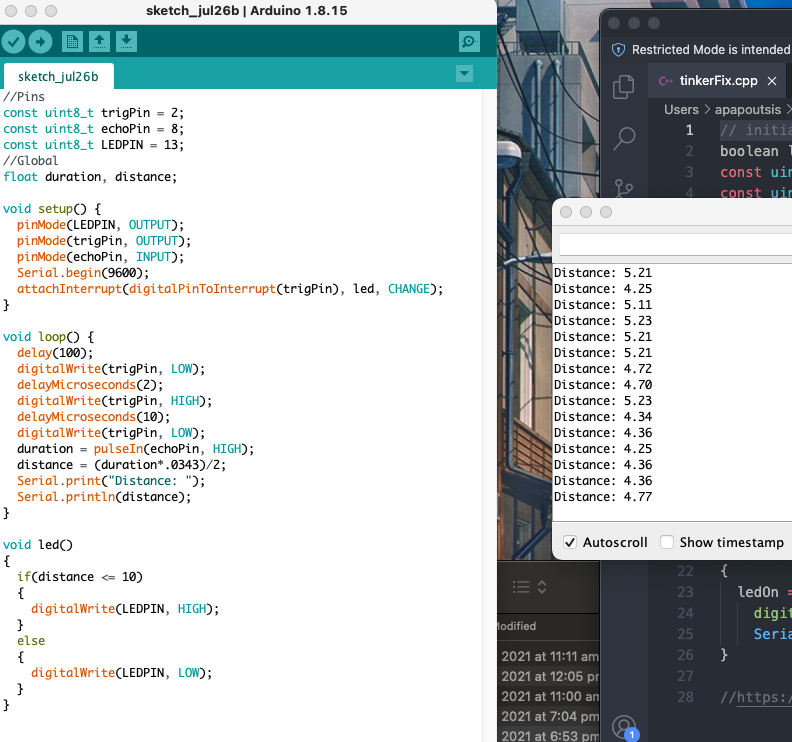 sketch_jul26b | Arduino 1.8.15
sketch_jul26b
//Pins
const uint8_t trigPin = 2;
const uint8_t echoPin = 8;
const uint8_t LEDPIN = 13;
//Global
float duration, distance;
void setup() {
pinMode(LEDPIN, OUTPUT);
pinMode(trigPin, OUTPUT);
pinMode(echoPin, INPUT);
Serial.begin(9600);
attachInterrupt(digitalPinToInterrupt(trigPin), led, CHANGE);
}
void loop() {
delay(100);
digitalWrite(trigPin, LOW);
delayMicroseconds(2);
digitalWrite(trigPin, HIGH);
delayMicroseconds(10);
digitalWrite(trigPin, LOW);
duration = pulseIn(echoPin, HIGH);
distance = (duration*.0343)/2;
Serial.print("Distance: ");
Serial.println(distance);
}
void led()
{
if(distance <= 10)
{
digitalWrite(LEDPIN, HIGH);
}
else
{
digitalWrite(LEDPIN, LOW);
}
}
Restricted Mode is intended
C++ tinkerFix.cpp
Users > apapoutsis >
1 // initia
2 boolean l
3 const uin
4 const uin
Distance: 5.21
Distance: 4.25
Distance: 5.11
Distance: 5.23
Distance: 5.21
Distance: 5.21
Distance: 4.72
Distance: 4.70
Distance: 5.23
Distance: 4.34
Distance: 4.36
Distance: 4.25
Distance: 4.36
Distance: 4.36
Distance: 4.77
Autoscroll Show timestamp
22 {
23 ledOn =
24 digit
25 Seria
26 }
27
28 //https:/
1
Modified
2021 at 11:11 am
2021 at 12:05 pm
2021 at 11:00 am
2021 at 7:04 pm
2021 at 6:53 pm